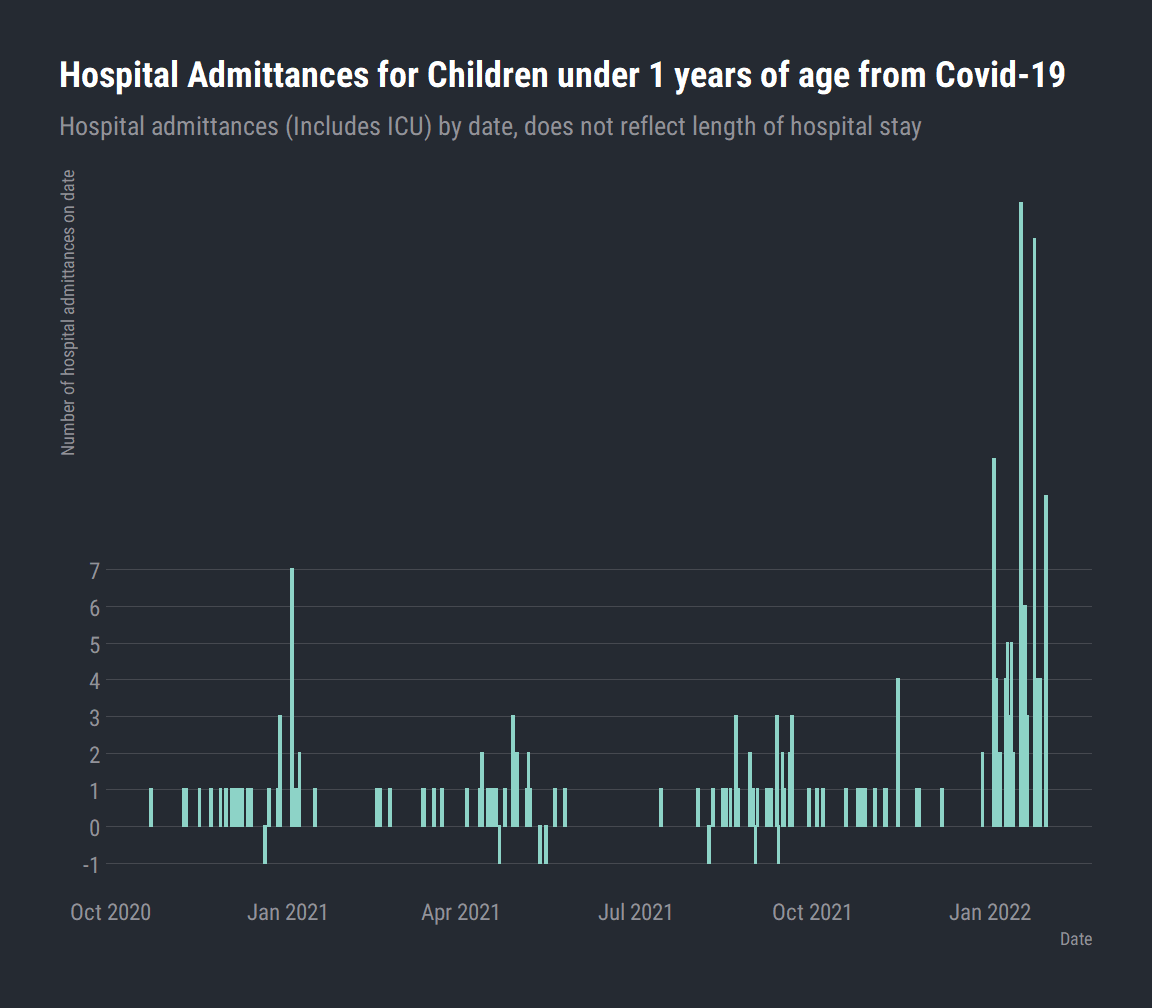 Hospital Admittances for Children under 1 years of age from Covid-19
Hospital admittances (Includes ICU) by date, does not reflect length of hospital stay
Number of hospital admittances on date
7
6
5
4
3
2
1
0
-1
Oct 2020 Jan 2021 Apr 2021 Jul 2021 Oct 2021 Jan 2022
Date